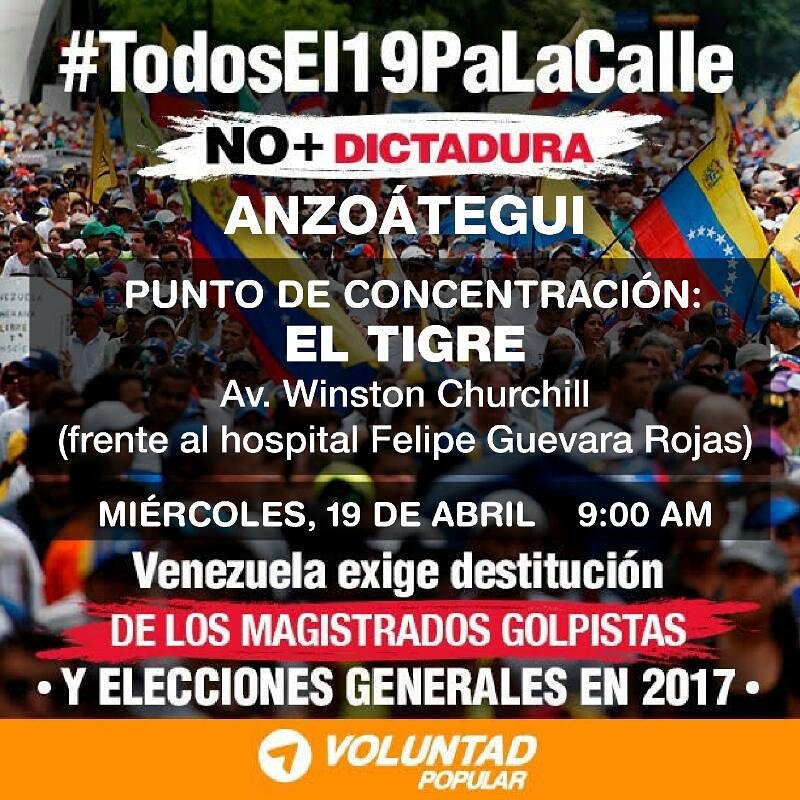 #TodosEl19PaLaCalle
NO+ DICTADURA
ANZOÁTEGUI
PUNTO DE CONCENTRACIÓN:
EL TIGRE
Av. Winston Churchill
(frente al hospital Felipe Guevara Rojas)
MIÉRCOLES, 19 DE ABRIL 9:00 AM
Venezuela exige destitución
DE LOS MAGISTRADOS GOLPISTAS
• Y ELECCIONES GENERALES EN 2017 •
VOLUNTAD
POPULAR